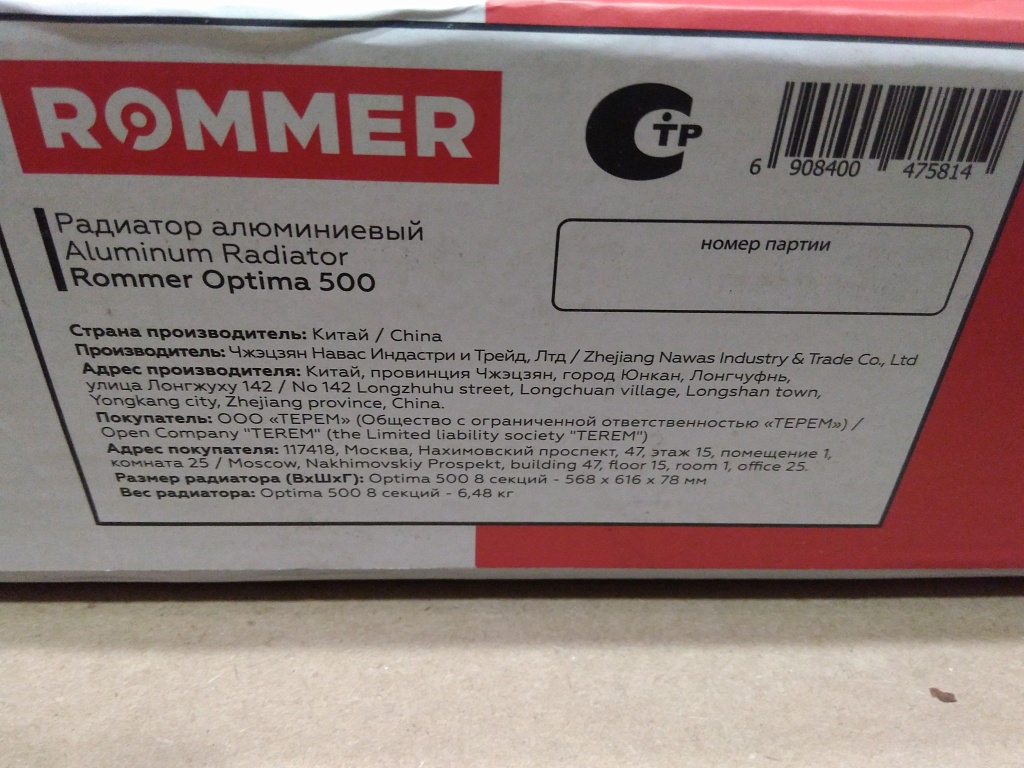 ROMMER
СТР
6 908400 475814
Радиатор алюминиевый
Aluminum Radiator
Rommer Optima 500
номер партии
Страна производитель: Китай / China
Производитель: Чжэцзян Навас Индастри и Трейд, Лтд / Zhejiang Nawas Industry & Trade Co., Ltd
Адрес производителя: Китай, провинция Чжэцзян, город Юнкан, Лонгчуфнь,
улица Лонгжуху 142 / No 142 Longzhuhu street, Longchuan village, Longshan town,
Yongkang city, Zhejiang province, China.
Покупатель: ООО «ТЕРЕМ» (Общество с ограниченной ответственностью «ТЕРЕМ») /
Open Company "TEREM" (the Limited liability society "TEREM")
Адрес покупателя: 117418, Москва, Нахимовский проспект, 47, этаж 15, помещение 1,
комната 25 / Moscow, Nakhimovskiy Prospekt, building 47, floor 15, room 1, office 25.
Размер радиатора (ВxШxГ): Optima 500 8 секций - 568 x 616 x 78 мм
Вес радиатора: Optima 500 8 секций - 6,48 кг